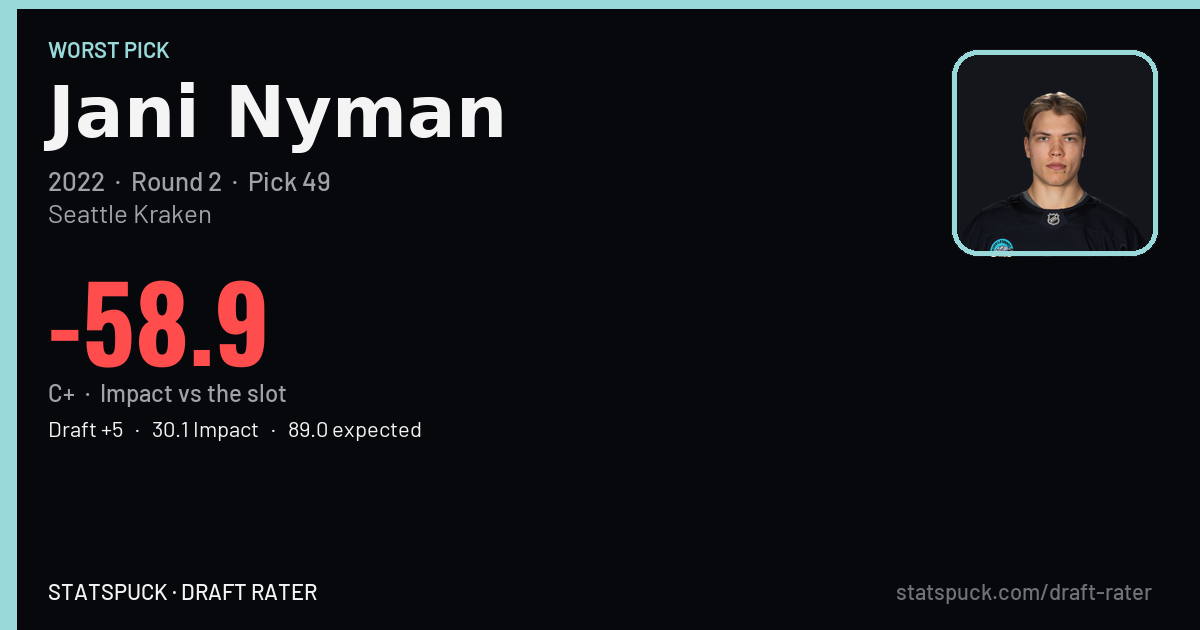 WORST PICK
Jani Nyman
2022 · Round 2 · Pick 49
Seattle Kraken
-58.9
C+ · Impact vs the slot
Draft +5 · 30.1 Impact · 89.0 expected
STATSPUCK · DRAFT RATER
statspuck.com/draft-rater